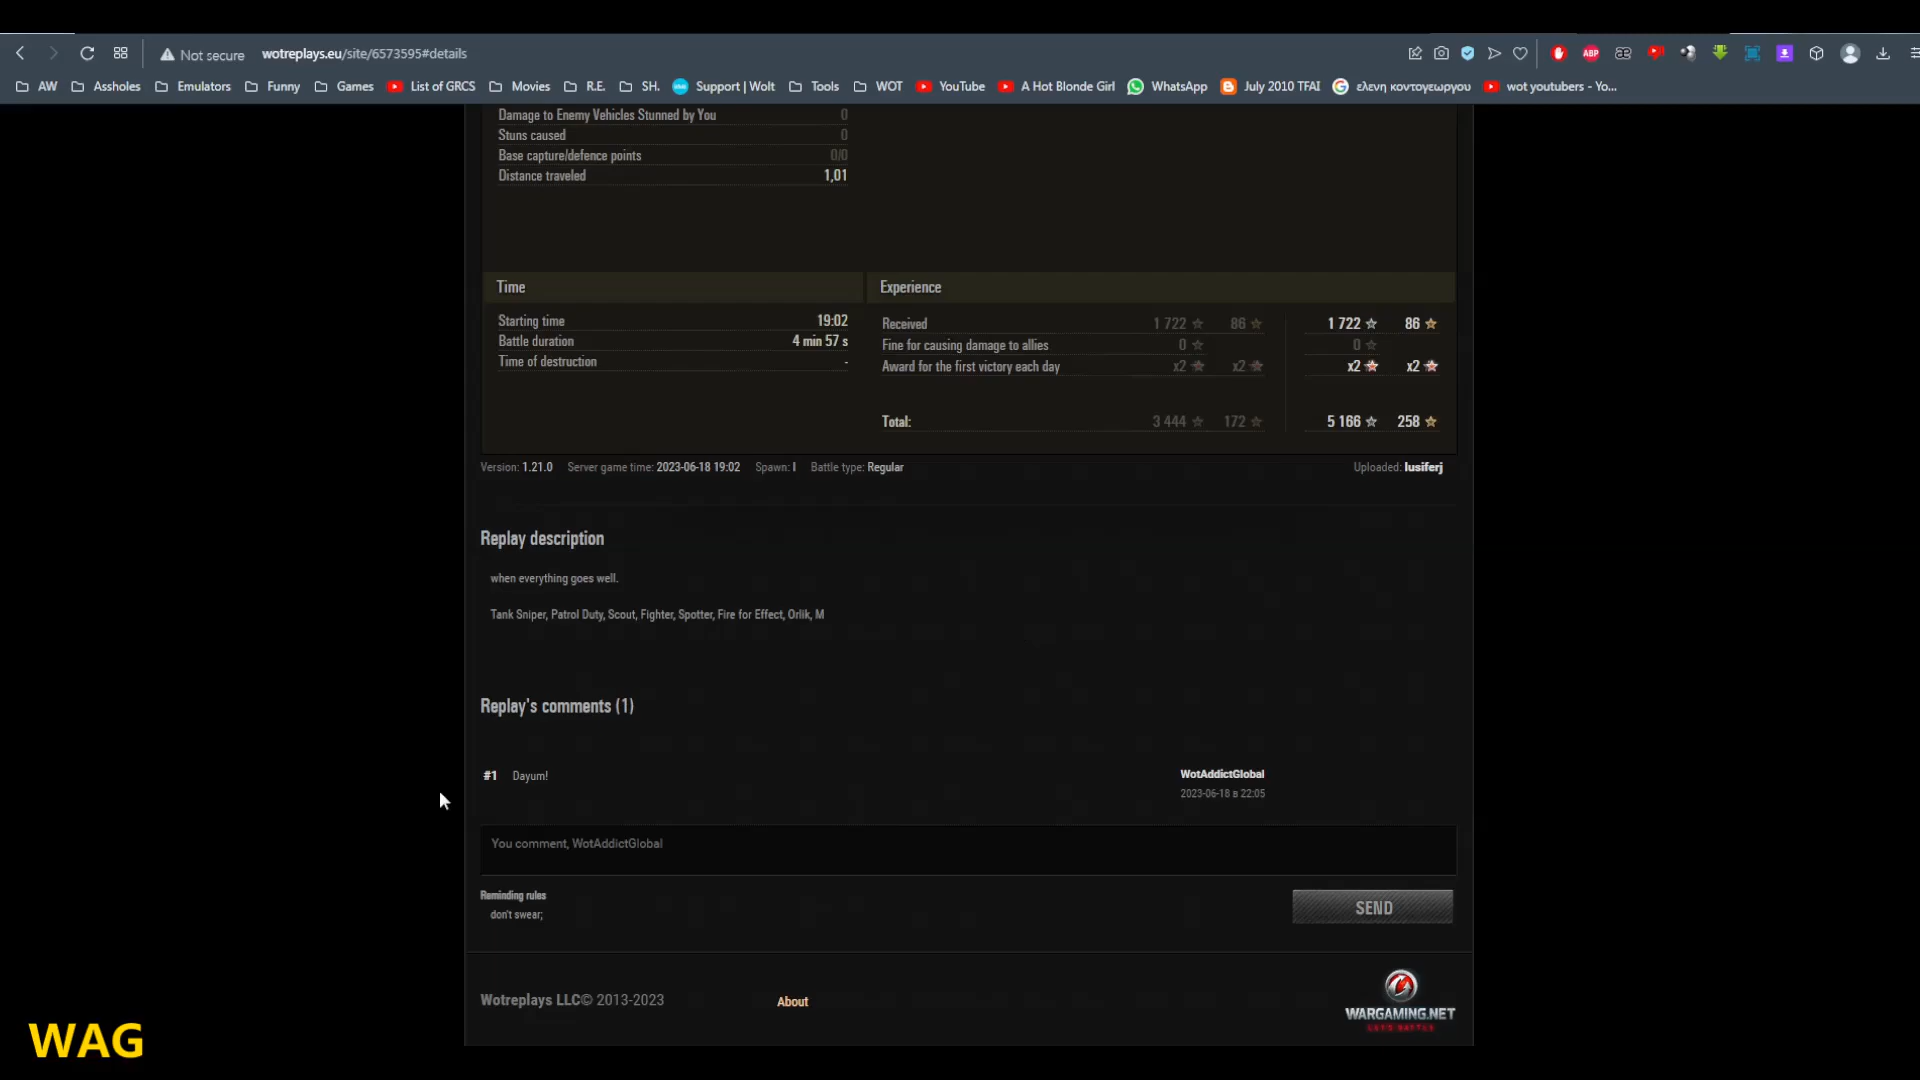 Not secure wotreplays.eu/site/6573595#details ABP
AW Assholes Emulators Funny Games List of GRCS Movies R.E. SH. Support | Wolt Tools WOT YouTube A Hot Blonde Girl WhatsApp July 2010 TFAI ελενη κοντογεωργου wot youtubers - Yo...
Damage to Enemy Vehicles Stunned by You 0
Stuns caused 0
Base capture/defence points 0/0
Distance traveled 1,01
Time Experience
Starting time 19:02 Received 1 722 86 1 722 86
Battle duration 4 min 57 s Fine for causing damage to allies 0 0
Time of destruction - Award for the first victory each day x2 x2 x2 x2
Total: 3 444 172 5 166 258
Version: 1.21.0 Server game time: 2023-06-18 19:02 Spawn: I Battle type: Regular Uploaded: lusiferj
Replay description
when everything goes well.
Tank Sniper, Patrol Duty, Scout, Fighter, Spotter, Fire for Effect, Orlik, M
Replay's comments (1)
#1 Dayum! WotAddictGlobal
2023-06-18 в 22:05
You comment, WotAddictGlobal
Reminding rules
don't swear;
SEND
Wotreplays LLC© 2013-2023 About
WARGAMING.NET
LET'S BATTLE
WAG